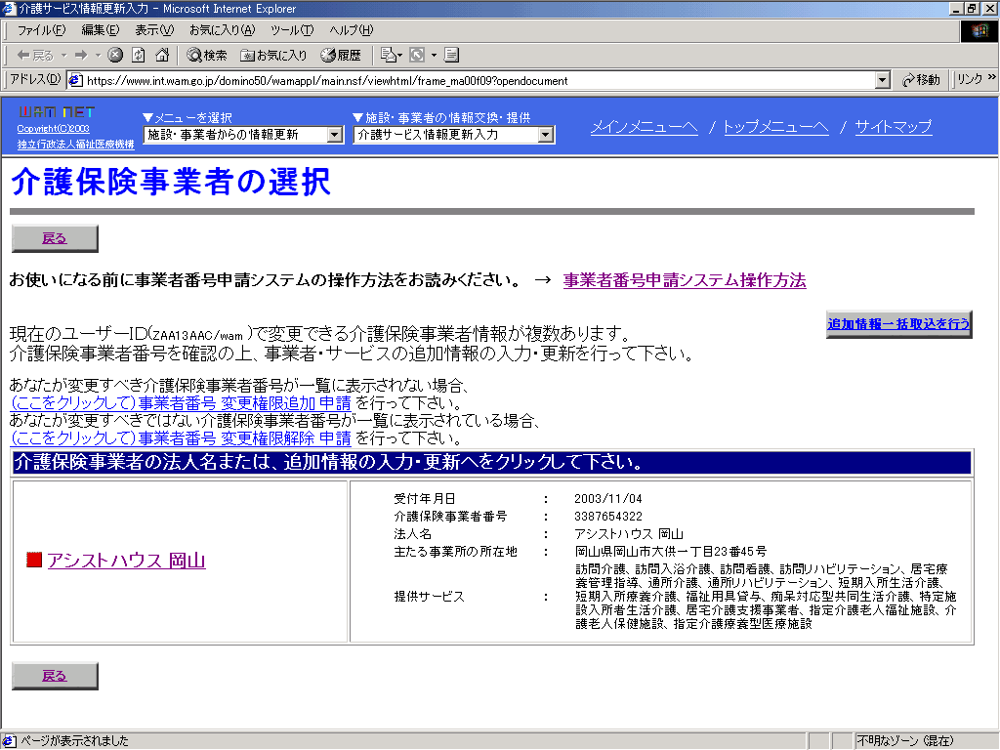 介護サービス情報更新入力 - Microsoft Internet Explorer
ファイル(F) 編集(E) 表示(V) お気に入り(A) ツール(T) ヘルプ(H)
戻る 検索 お気に入り 履歴
アドレス(D) https://www.int.wam.go.jp/domino50/wamappl/main.nsf/viewhtml/frame_ma00f09?opendocument 移動 リンク »
WAM NET
Copyright(C)2003
独立行政法人福祉医療機構
▼メニューを選択
施設・事業者からの情報更新
▼施設・事業者の情報交換・提供
介護サービス情報更新入力
メインメニューへ / トップメニューへ / サイトマップ
介護保険事業者の選択
戻る
お使いになる前に事業者番号申請システムの操作方法をお読みください。 → 事業者番号申請システム操作方法
追加情報一括取込を行う
現在のユーザーID(ZAA13AAC/wam )で変更できる介護保険事業者情報が複数あります。
介護保険事業者番号を確認の上、事業者・サービスの追加情報の入力・更新を行って下さい。
あなたが変更すべき介護保険事業者番号が一覧に表示されない場合、
(ここをクリックして)事業者番号 変更権限追加 申請 を行って下さい。
あなたが変更すべきではない介護保険事業者番号が一覧に表示されている場合、
(ここをクリックして)事業者番号 変更権限解除 申請 を行って下さい。
介護保険事業者の法人名または、追加情報の入力・更新へをクリックして下さい。
アシストハウス 岡山
受付年月日 : 2003/11/04
介護保険事業者番号 : 3387654322
法人名 : アシストハウス 岡山
主たる事業所の所在地 : 岡山県岡山市大供一丁目23番45号
提供サービス : 訪問介護、訪問入浴介護、訪問看護、訪問リハビリテーション、居宅療
養管理指導、通所介護、通所リハビリテーション、短期入所生活介護、
短期入所療養介護、福祉用具貸与、痴呆対応型共同生活介護、特定施
設入所者生活介護、居宅介護支援事業者、指定介護老人福祉施設、介
護老人保健施設、指定介護療養型医療施設
戻る
ページが表示されました 不明なゾーン (混在)